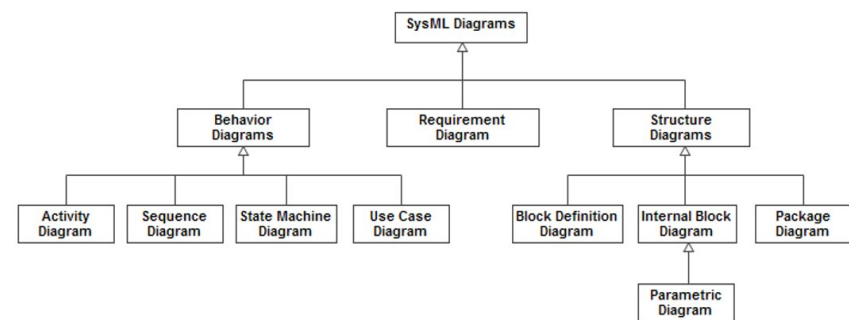 SysML Diagrams
Behavior
Diagrams
Requirement
Diagram
Structure
Diagrams
Activity
Diagram
Sequence
Diagram
State Machine
Diagram
Use Case
Diagram
Block Definition
Diagram
Internal Block
Diagram
Package
Diagram
Parametric
Diagram